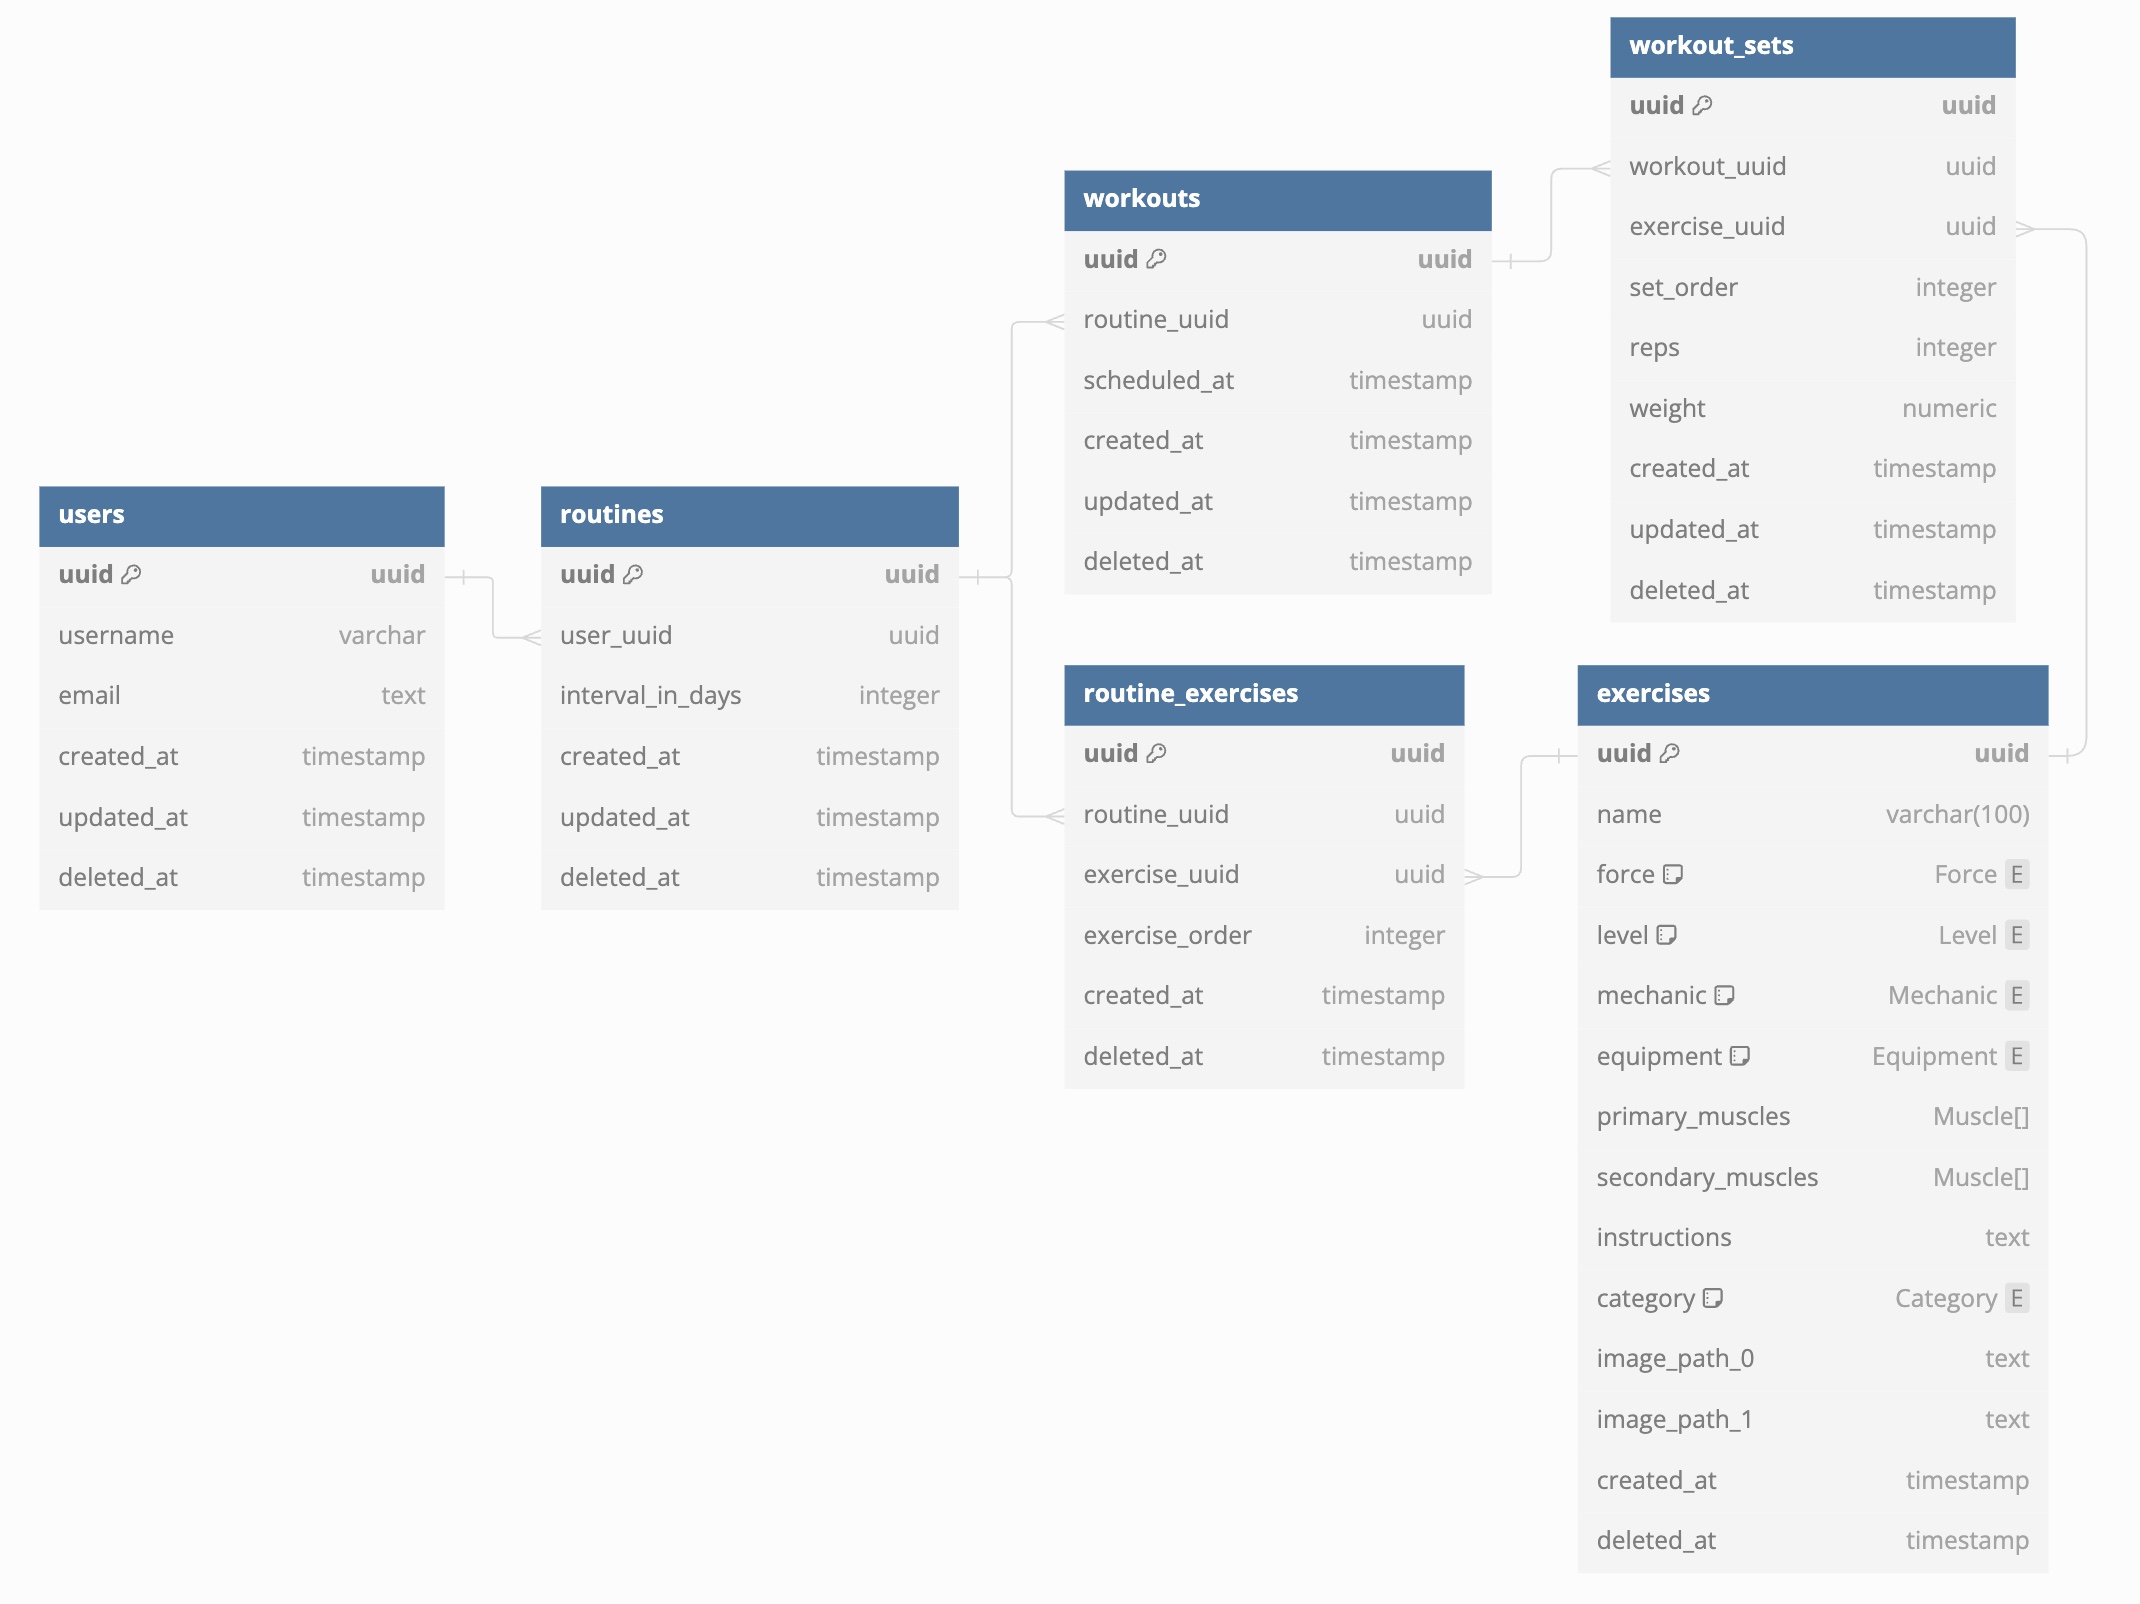 users
uuid uuid
username varchar
email text
created_at timestamp
updated_at timestamp
deleted_at timestamp
routines
uuid uuid
user_uuid uuid
interval_in_days integer
created_at timestamp
updated_at timestamp
deleted_at timestamp
workouts
uuid uuid
routine_uuid uuid
scheduled_at timestamp
created_at timestamp
updated_at timestamp
deleted_at timestamp
routine_exercises
uuid uuid
routine_uuid uuid
exercise_uuid uuid
exercise_order integer
created_at timestamp
deleted_at timestamp
workout_sets
uuid uuid
workout_uuid uuid
exercise_uuid uuid
set_order integer
reps integer
weight numeric
created_at timestamp
updated_at timestamp
deleted_at timestamp
exercises
uuid uuid
name varchar(100)
force Force E
level Level E
mechanic Mechanic E
equipment Equipment E
primary_muscles Muscle[]
secondary_muscles Muscle[]
instructions text
category Category E
image_path_0 text
image_path_1 text
created_at timestamp
deleted_at timestamp